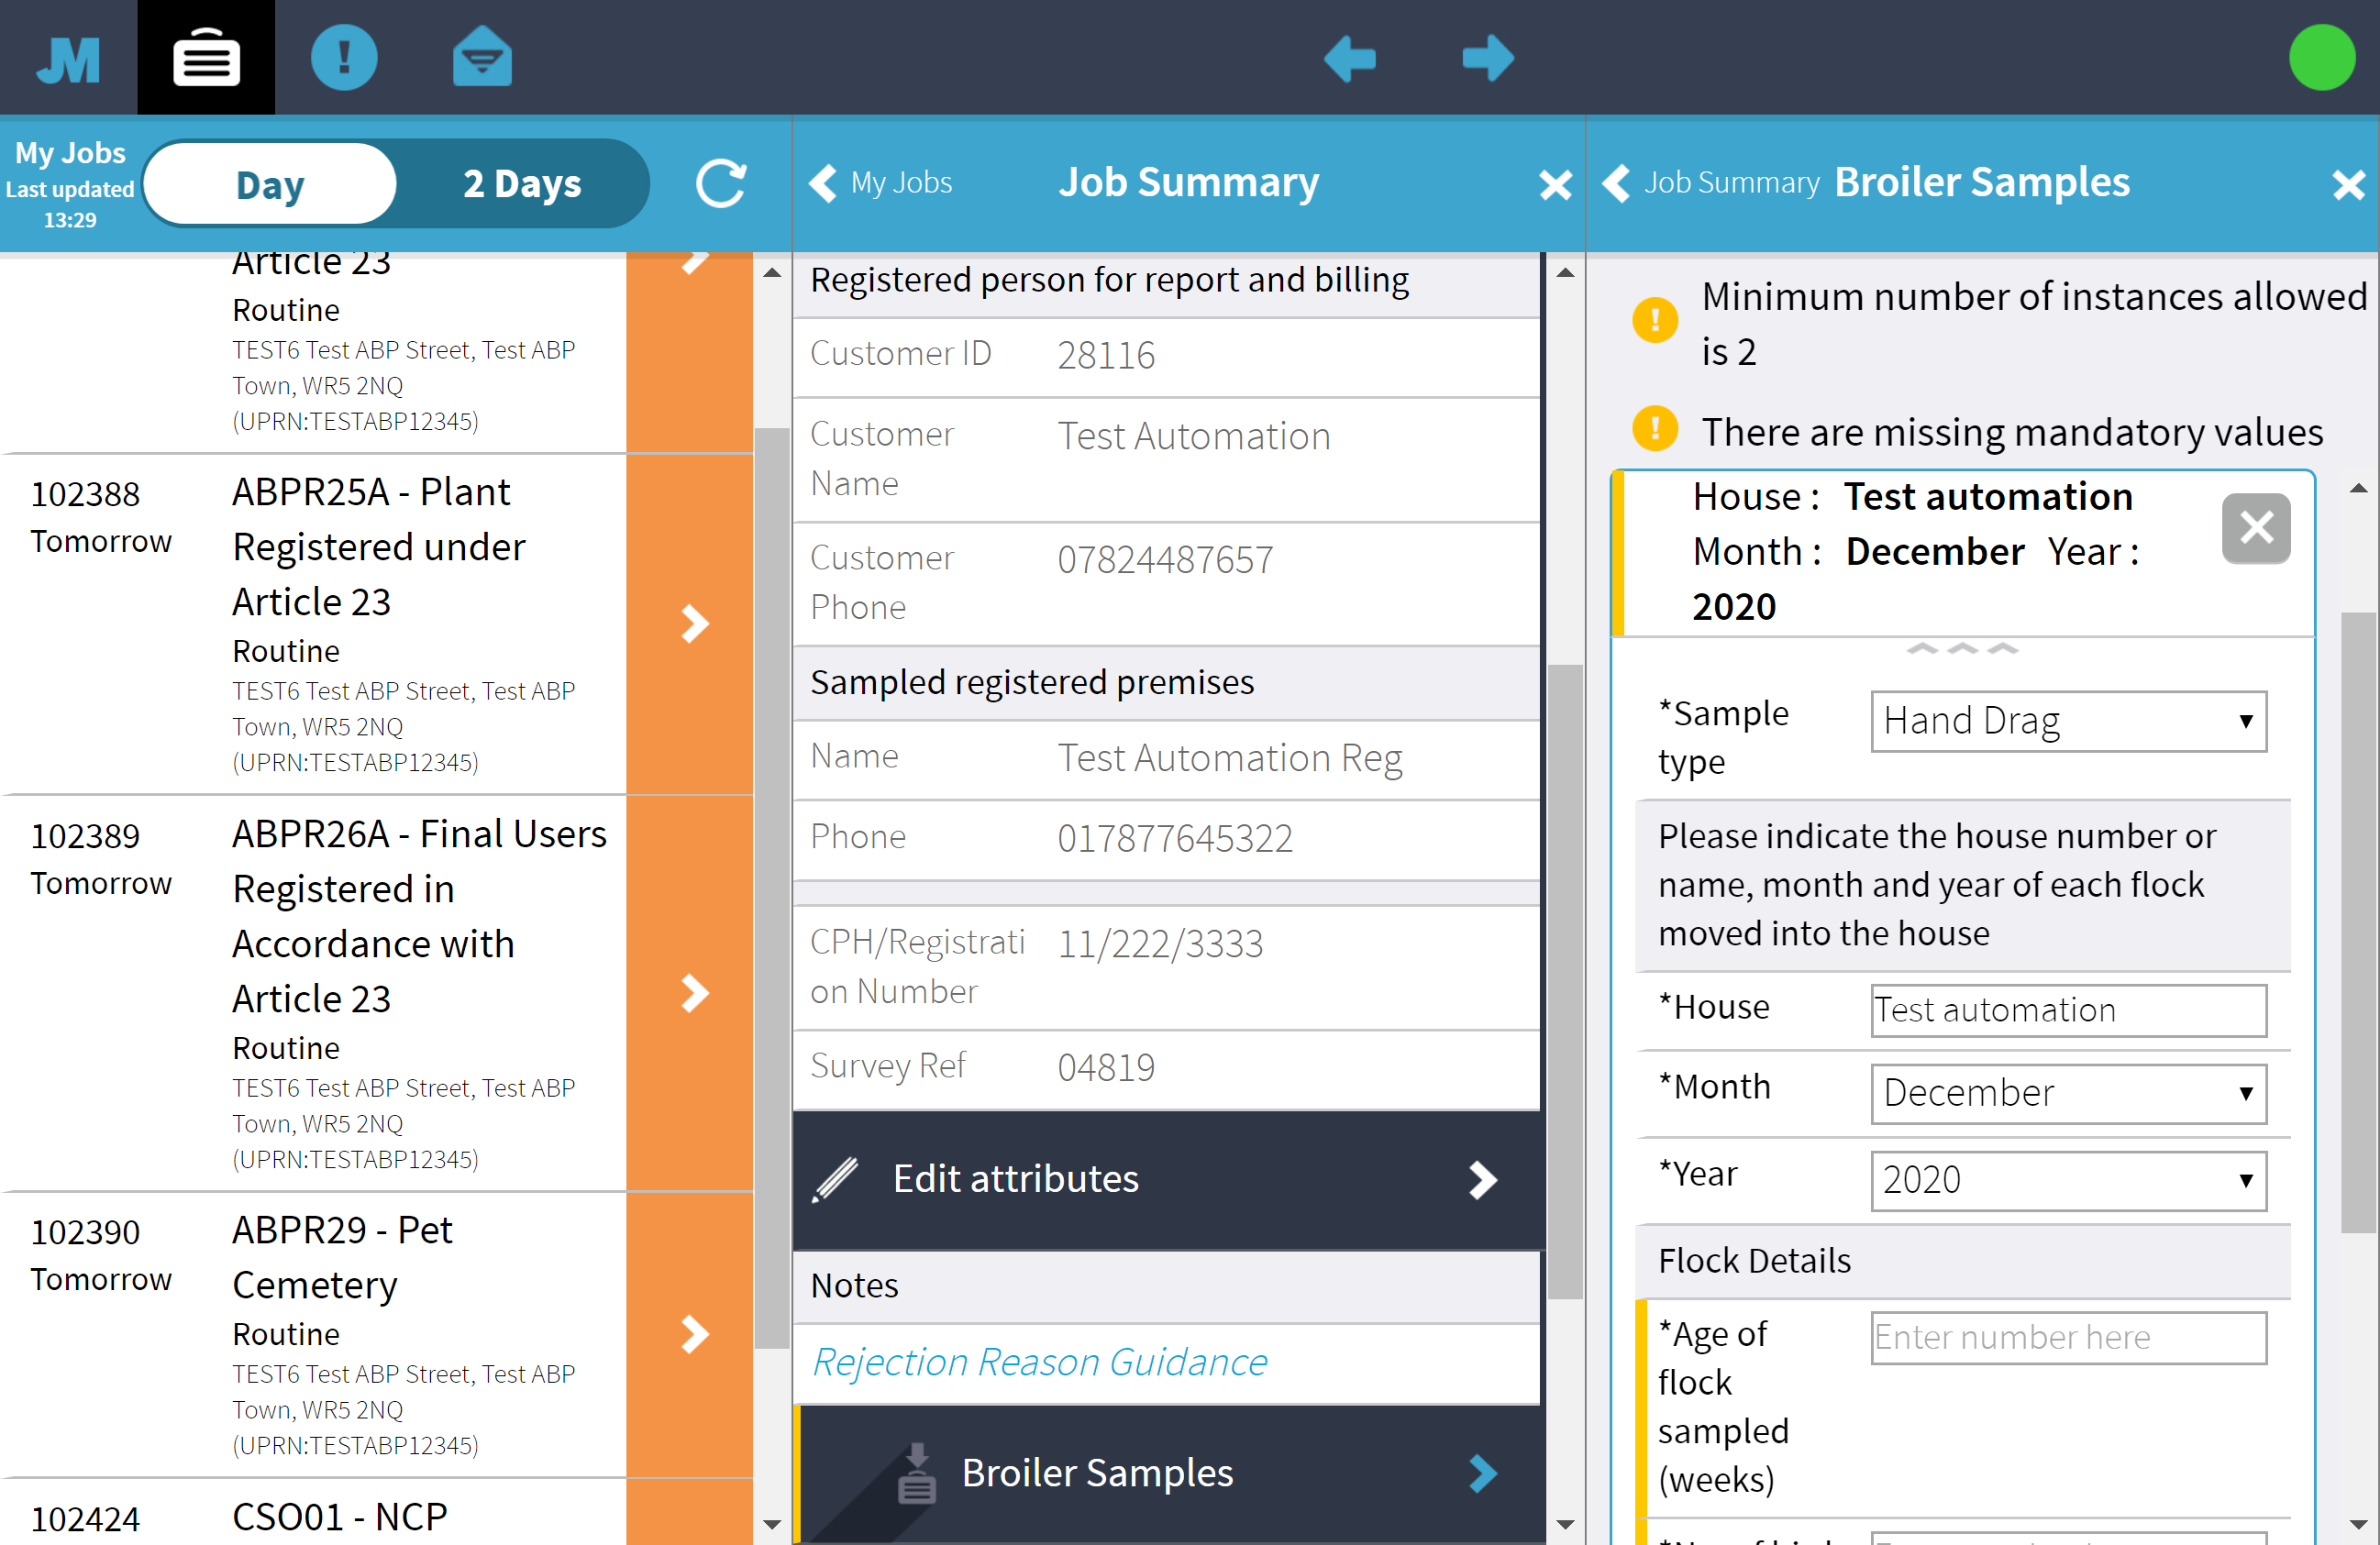 JM
My Jobs
Last updated
13:29
Day
2 Days
My Jobs
Job Summary
Job Summary
Broiler Samples
Article 23
Routine
TEST6 Test ABP Street, Test ABP
Town, WR5 2NQ
(UPRN:TESTABP12345)
102388
Tomorrow
ABPR25A - Plant
Registered under
Article 23
Routine
TEST6 Test ABP Street, Test ABP
Town, WR5 2NQ
(UPRN:TESTABP12345)
102389
Tomorrow
ABPR26A - Final Users
Registered in
Accordance with
Article 23
Routine
TEST6 Test ABP Street, Test ABP
Town, WR5 2NQ
(UPRN:TESTABP12345)
102390
Tomorrow
ABPR29 - Pet
Cemetery
Routine
TEST6 Test ABP Street, Test ABP
Town, WR5 2NQ
(UPRN:TESTABP12345)
102424
CSO01 - NCP
Registered person for report and billing
Customer ID 28116
Customer
Name
Test Automation
Customer
Phone
07824487657
Sampled registered premises
Name Test Automation Reg
Phone 017877645322
CPH/Registrati
on Number
11/222/3333
Survey Ref 04819
Edit attributes
Notes
Rejection Reason Guidance
Broiler Samples
Minimum number of instances allowed
is 2
There are missing mandatory values
House : Test automation
Month : December Year :
2020
*Sample
type
Hand Drag
Please indicate the house number or
name, month and year of each flock
moved into the house
*House Test automation
*Month December
*Year 2020
Flock Details
*Age of
flock
sampled
(weeks)
Enter number here